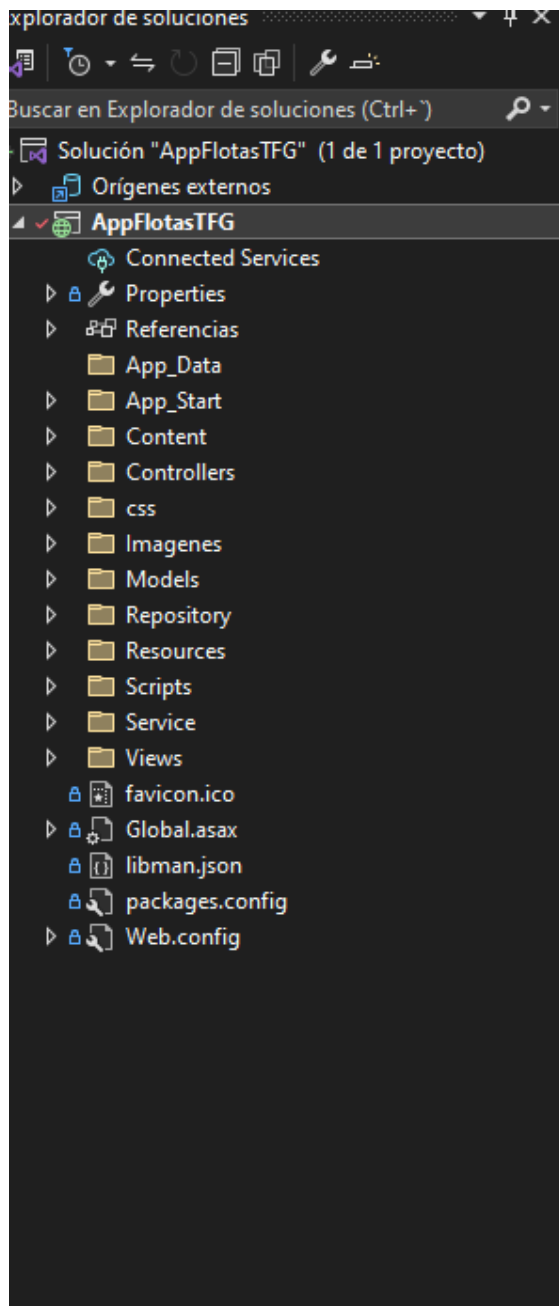 xplorador de soluciones
Buscar en Explorador de soluciones (Ctrl+`)
Solución "AppFlotasTFG" (1 de 1 proyecto)
Orígenes externos
AppFlotasTFG
Connected Services
Properties
Referencias
App_Data
App_Start
Content
Controllers
css
Imagenes
Models
Repository
Resources
Scripts
Service
Views
favicon.ico
Global.asax
libman.json
packages.config
Web.config